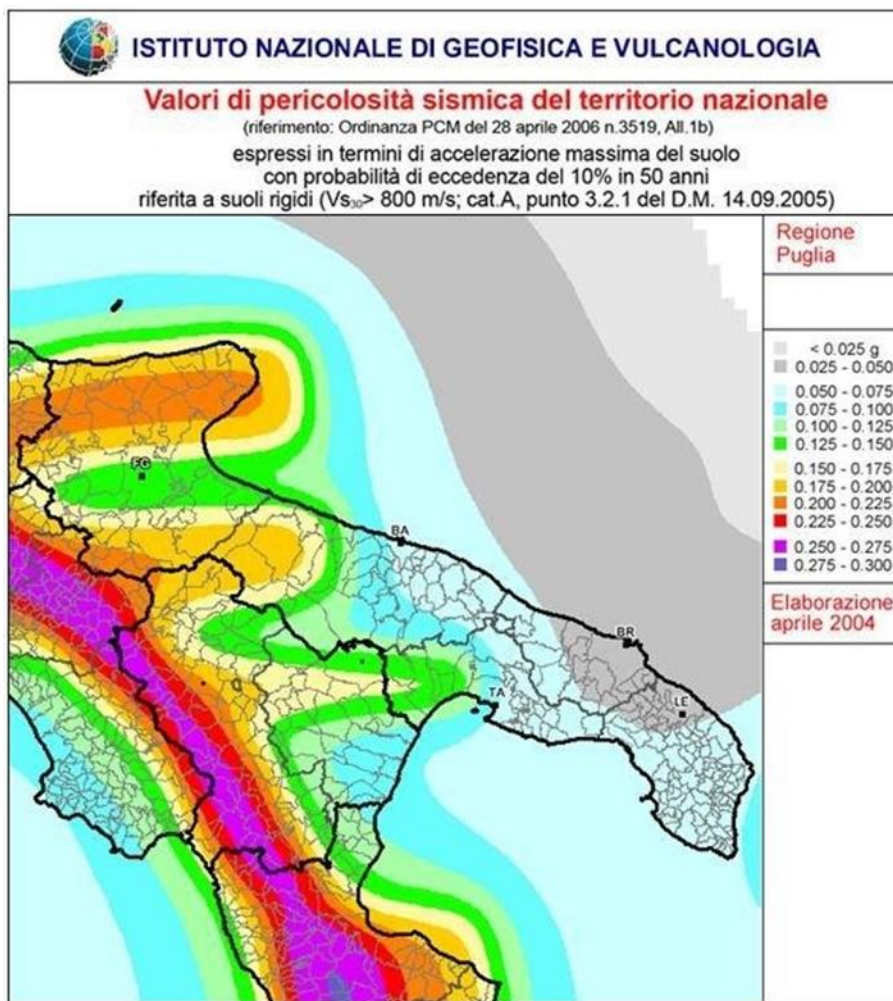 ISTITUTO NAZIONALE DI GEOFISICA E VULCANOLOGIA
Valori di pericolosità sismica del territorio nazionale
(riferimento: Ordinanza PCM del 28 aprile 2006 n.3519, All.1b)
espressi in termini di accelerazione massima del suolo
con probabilità di eccedenza del 10% in 50 anni
riferita a suoli rigidi (Vs₃₀> 800 m/s; cat.A, punto 3.2.1 del D.M. 14.09.2005)
Regione
Puglia
< 0.025 g
0.025 - 0.050
0.050 - 0.075
0.075 - 0.100
0.100 - 0.125
0.125 - 0.150
0.150 - 0.175
0.175 - 0.200
0.200 - 0.225
0.225 - 0.250
0.250 - 0.275
0.275 - 0.300
Elaborazione
aprile 2004
FG
BA
BR
TA
LE